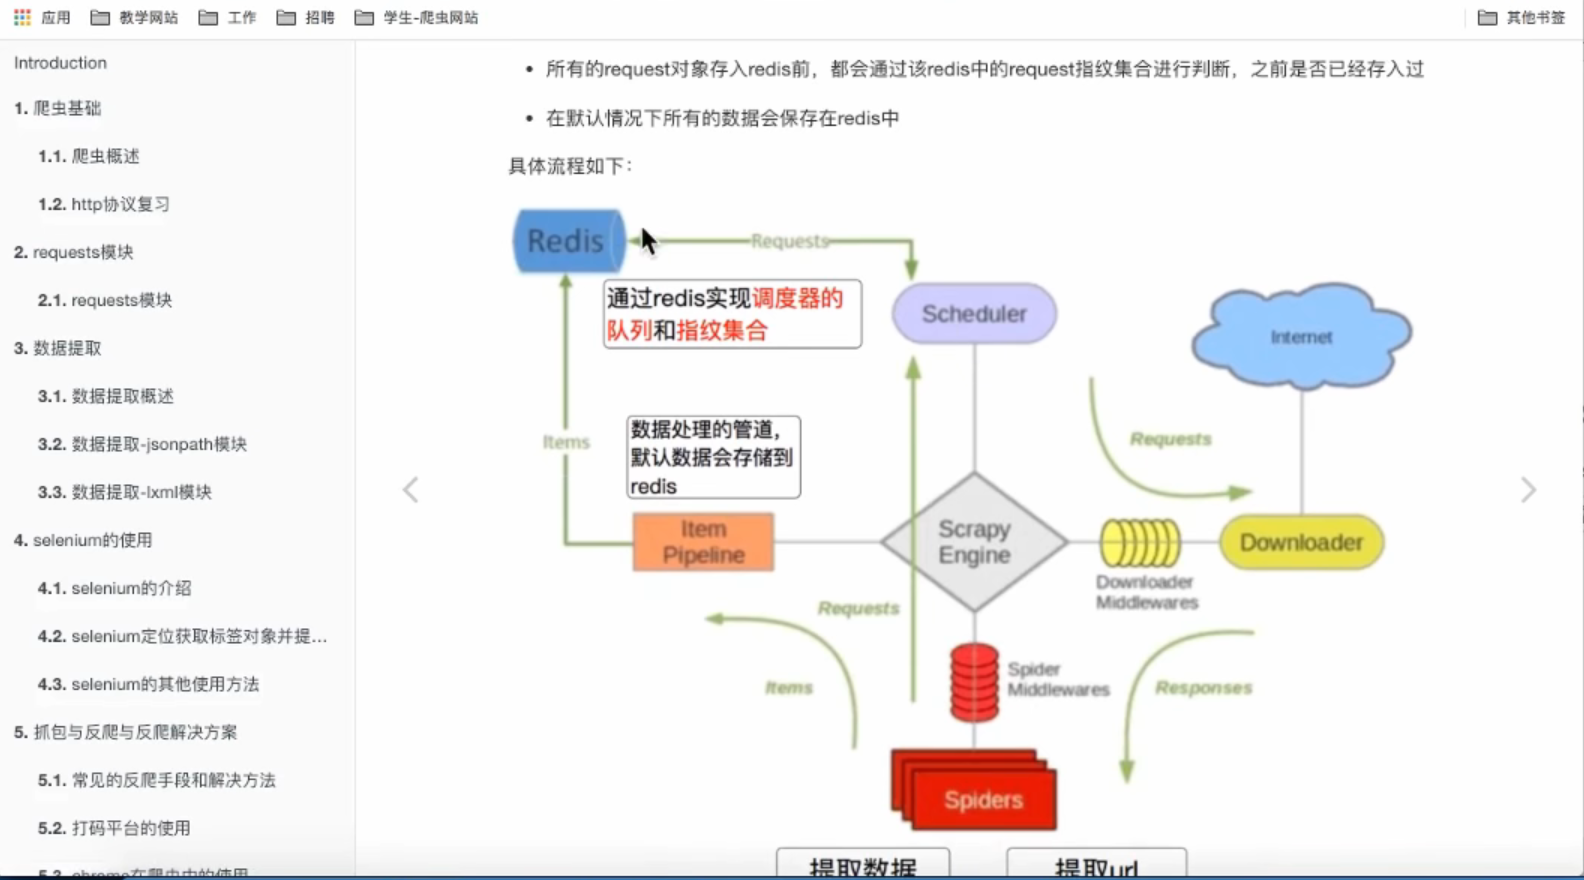 应用
教学网站
工作
招聘
学生-爬虫网站
其他书签
Introduction
1. 爬虫基础
1.1. 爬虫概述
1.2. http协议复习
2. requests模块
2.1. requests模块
3. 数据提取
3.1. 数据提取概述
3.2. 数据提取-jsonpath模块
3.3. 数据提取-lxml模块
4. selenium的使用
4.1. selenium的介绍
4.2. selenium定位获取标签对象并提...
4.3. selenium的其他使用方法
5. 抓包与反爬与反爬解决方案
5.1. 常见的反爬手段和解决方法
5.2. 打码平台的使用
5.3. chrome在爬虫中的使用
• 所有的request对象存入redis前，都会通过该redis中的request指纹集合进行判断，之前是否已经存入过
• 在默认情况下所有的数据会保存在redis中
具体流程如下：
Redis
Requests
通过redis实现调度器的
队列和指纹集合
Scheduler
Internet
Requests
Items
数据处理的管道，
默认数据会存储到
redis
Item
Pipeline
Scrapy
Engine
Downloader
Downloader
Middlewares
Requests
Items
Spider
Middlewares
Responses
Spiders
提取数据
提取url